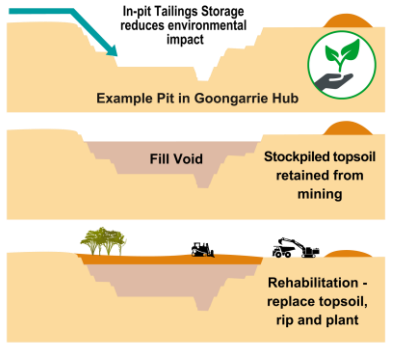 In-pit Tailings Storage
reduces environmental
impact
Example Pit in Goongarrie Hub
Fill Void
Stockpiled topsoil
retained from
mining
Rehabilitation -
replace topsoil,
rip and plant